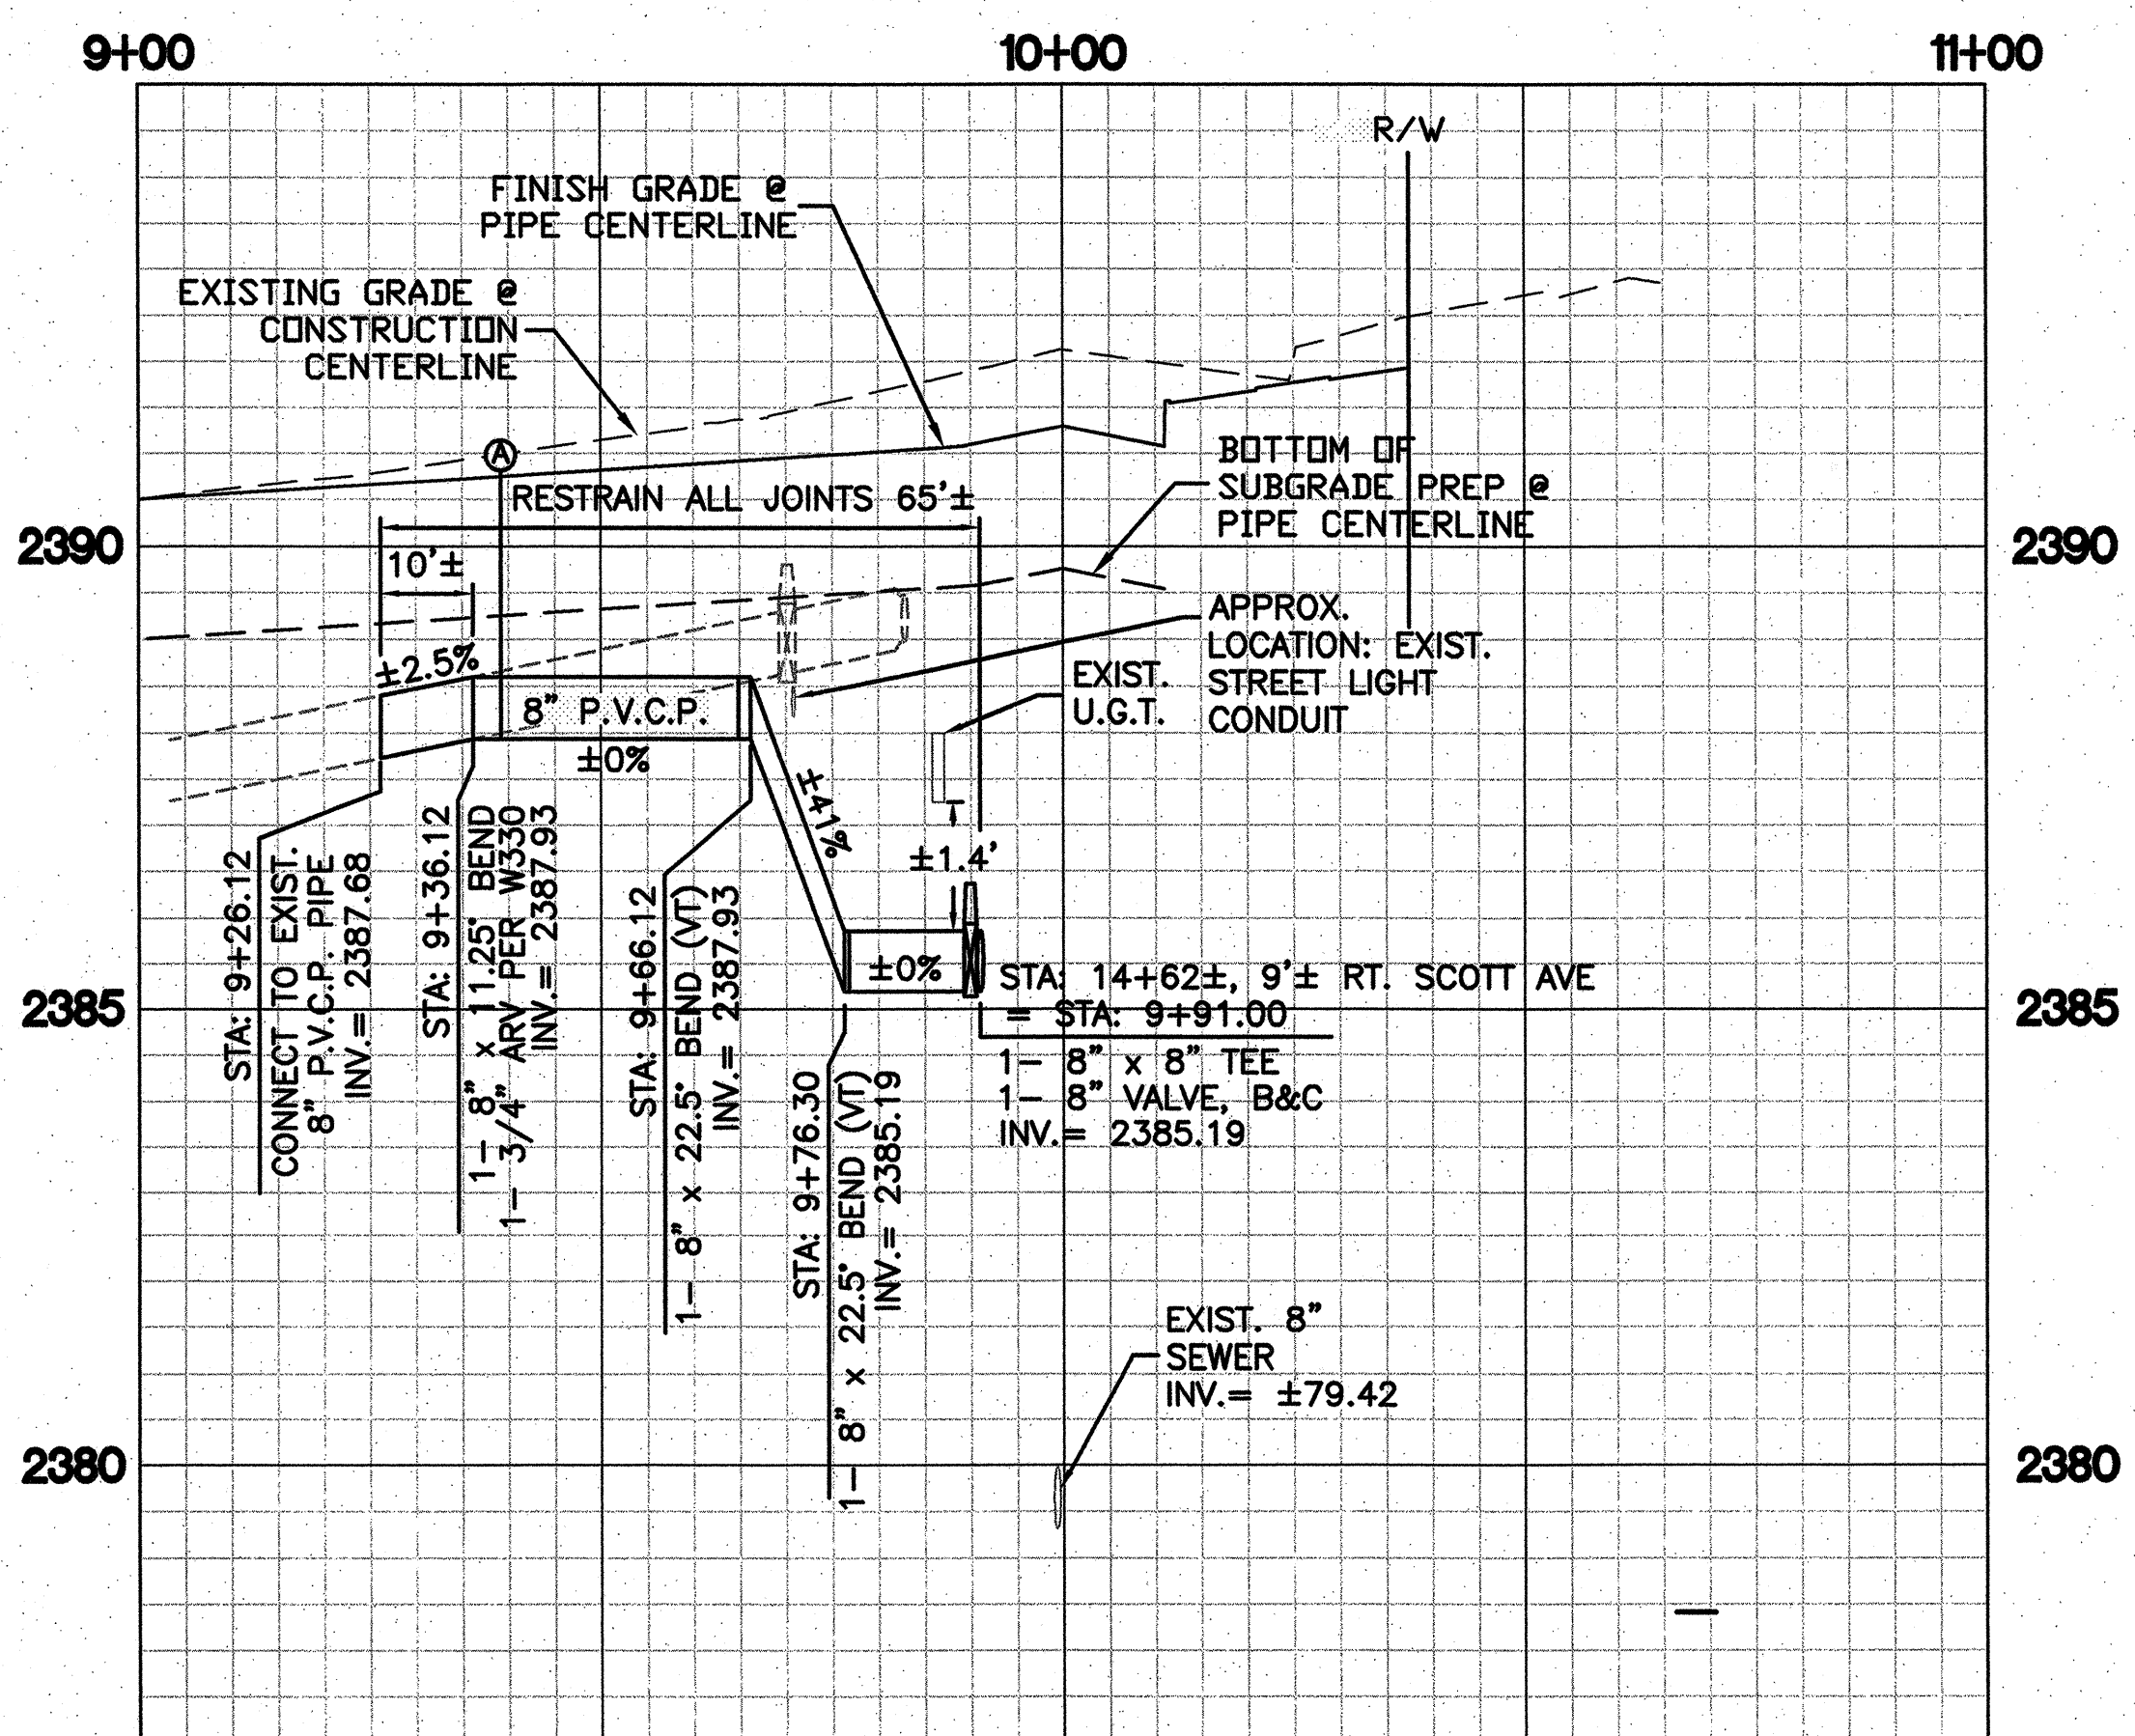 9+00
10+00
11+00
R/W
FINISH GRADE @
PIPE CENTERLINE
EXISTING GRADE @
CONSTRUCTION
CENTERLINE
A
RESTRAIN ALL JOINTS 65'±
BOTTOM OF
SUBGRADE PREP @
PIPE CENTERLINE
2390
2390
10'±
±2.5%
8" P.V.C.P.
±0%
±41%
APPROX.
LOCATION: EXIST.
STREET LIGHT
CONDUIT
EXIST.
U.G.T.
±1.4'
±0%
STA: 9+26.12
CONNECT TO EXIST.
8" P.V.C.P. PIPE
INV.= 2387.68
STA: 9+36.12
1- 8" x 11.25° BEND
1- 3/4" ARV PER W330
INV.= 2387.93
STA: 9+66.12
1- 8" x 22.5° BEND (VT)
INV.= 2387.93
STA: 9+76.30
1- 8" x 22.5° BEND (VT)
INV.= 2385.19
STA: 14+62±, 9'± RT. SCOTT AVE
= STA: 9+91.00
1- 8" x 8" TEE
1- 8" VALVE, B&C
INV.= 2385.19
2385
2385
EXIST. 8"
SEWER
INV.= ±79.42
2380
2380